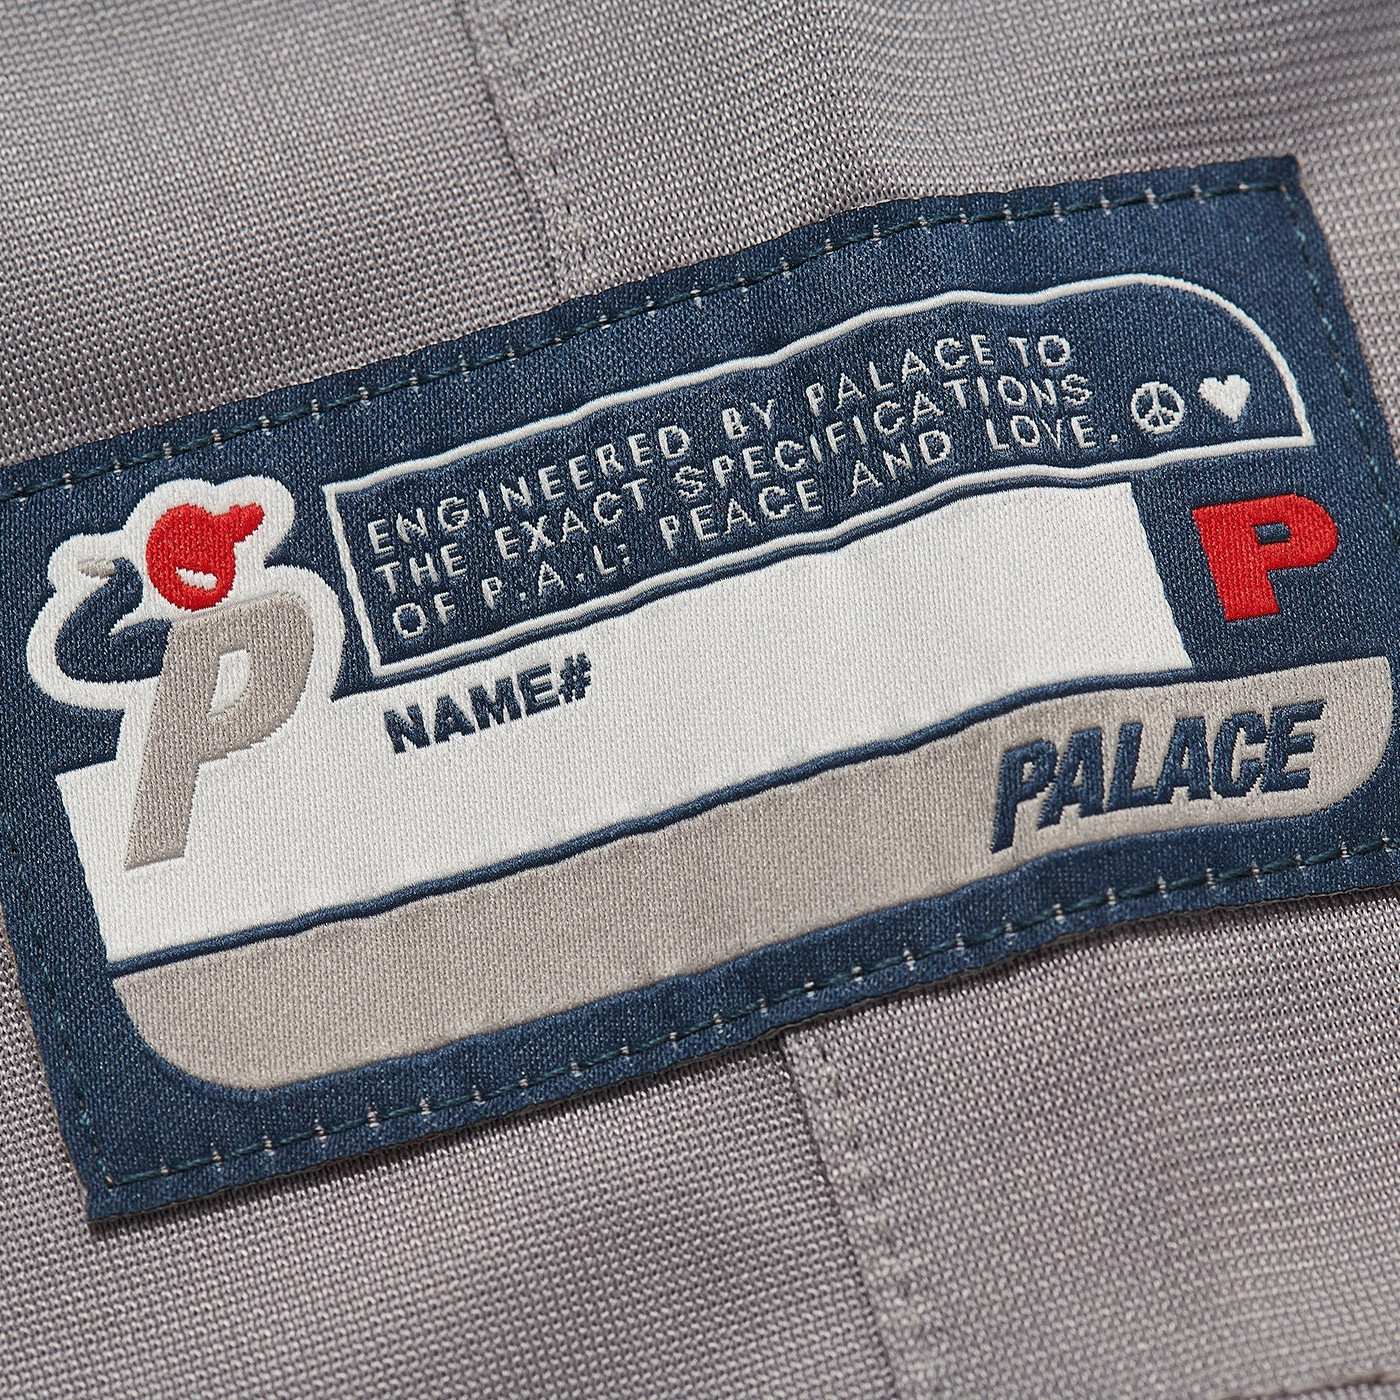 ENGINEERED BY PALACE TO
THE EXACT SPECIFICATIONS
OF P.A.L: PEACE AND LOVE.
P
P
NAME#
PALACE